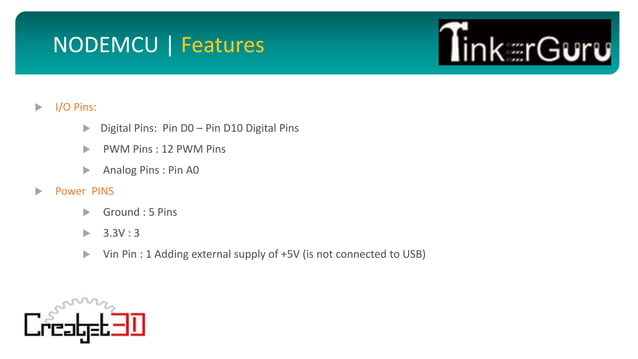 NODEMCU | Features
TinkerGuru
I/O Pins:
Digital Pins: Pin D0 – Pin D10 Digital Pins
PWM Pins : 12 PWM Pins
Analog Pins : Pin A0
Power PINS
Ground : 5 Pins
3.3V : 3
Vin Pin : 1 Adding external supply of +5V (is not connected to USB)
Createjet3D